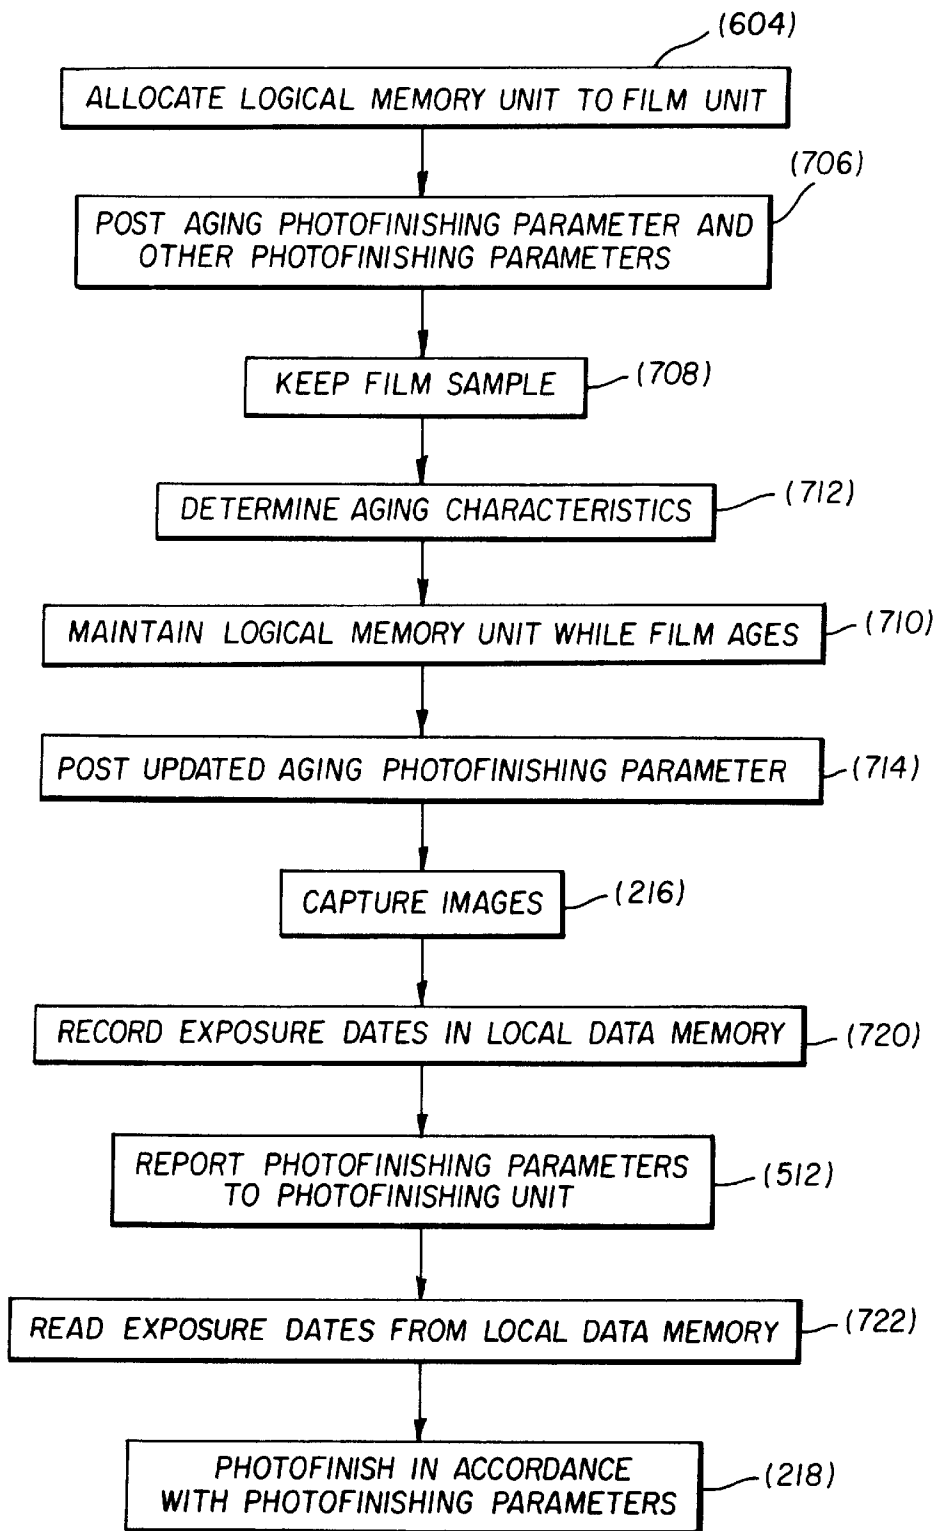 (604)
ALLOCATE LOGICAL MEMORY UNIT TO FILM UNIT
(706)
POST AGING PHOTOFINISHING PARAMETER AND
OTHER PHOTOFINISHING PARAMETERS
KEEP FILM SAMPLE
(708)
DETERMINE AGING CHARACTERISTICS
(712)
MAINTAIN LOGICAL MEMORY UNIT WHILE FILM AGES
(710)
POST UPDATED AGING PHOTOFINISHING PARAMETER
(714)
CAPTURE IMAGES
(216)
RECORD EXPOSURE DATES IN LOCAL DATA MEMORY
(720)
REPORT PHOTOFINISHING PARAMETERS
TO PHOTOFINISHING UNIT
(512)
READ EXPOSURE DATES FROM LOCAL DATA MEMORY
(722)
PHOTOFINISH IN ACCORDANCE
WITH PHOTOFINISHING PARAMETERS
(218)